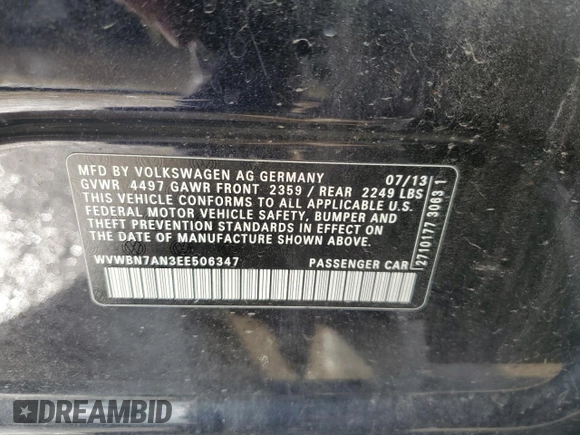 MFD BY VOLKSWAGEN AG GERMANY 07/13
GVWR 4497 GAWR FRONT 2359 / REAR 2249 LBS
THIS VEHICLE CONFORMS TO ALL APPLICABLE U.S.
FEDERAL MOTOR VEHICLE SAFETY, BUMPER AND
THEFT PREVENTION STANDARDS IN EFFECT ON THE
DATE OF MANUFACTURE SHOWN ABOVE.
WVWBN7AN3EE506347 PASSENGER CAR
2710177 3063 1
DREAMBID